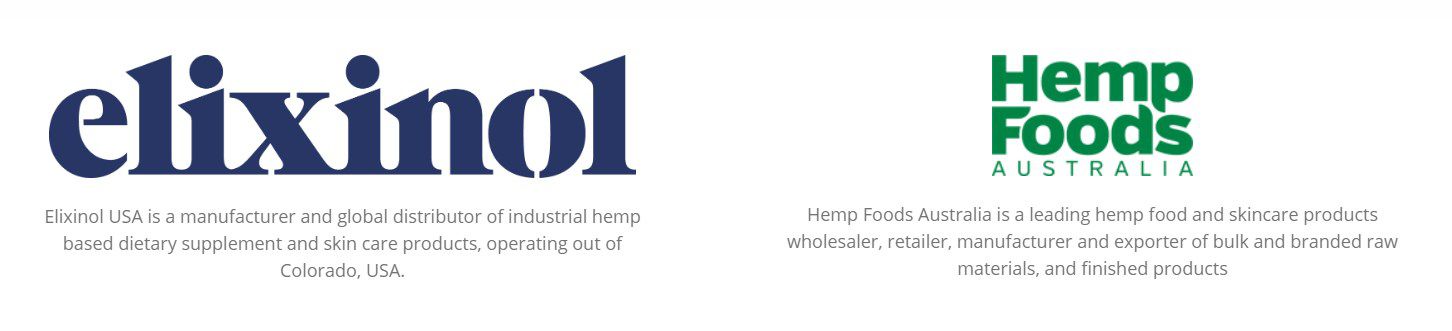 elixinol
Elixinol USA is a manufacturer and global distributor of industrial hemp
based dietary supplement and skin care products, operating out of
Colorado, USA.
Hemp
Foods
AUSTRALIA
Hemp Foods Australia is a leading hemp food and skincare products
wholesaler, retailer, manufacturer and exporter of bulk and branded raw
materials, and finished products